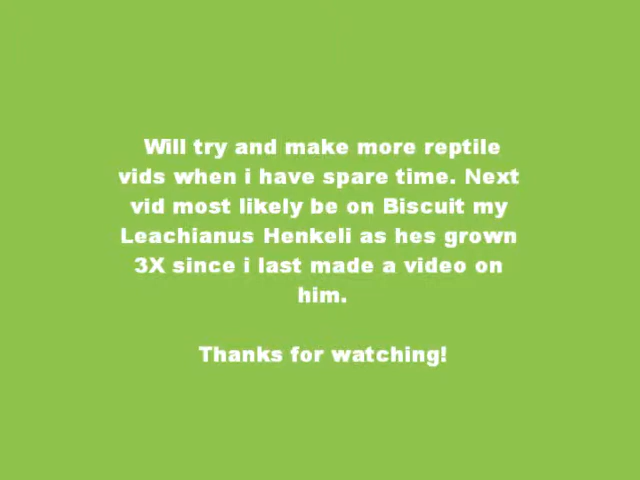 Will try and make more reptile
vids when i have spare time. Next
vid most likely be on Biscuit my
Leachianus Henkeli as hes grown
3X since i last made a video on
him.
Thanks for watching!